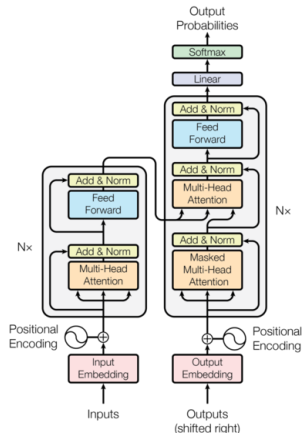 Output
Probabilities
Softmax
Linear
Add & Norm
Feed
Forward
Add & Norm
Multi-Head
Attention
Add & Norm
Masked
Multi-Head
Attention
Nx
Add & Norm
Feed
Forward
Add & Norm
Multi-Head
Attention
Nx
Positional
Encoding
Positional
Encoding
Input
Embedding
Output
Embedding
Inputs
Outputs
(shifted right)